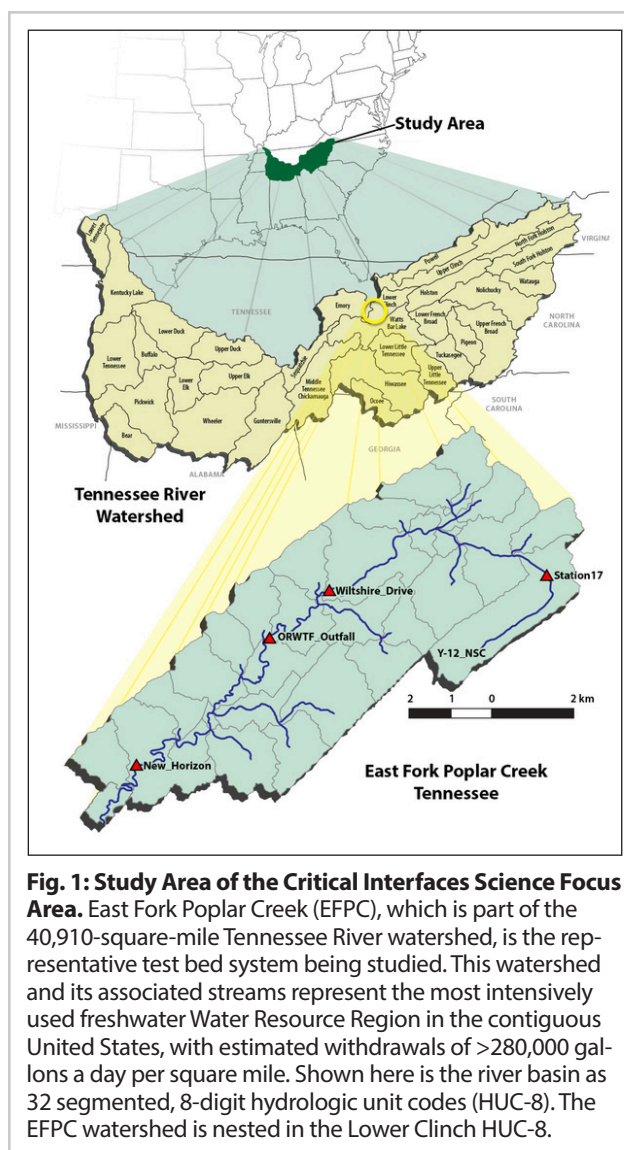 Study Area
Lower
Tennessee
VIRGINIA
Powell
Upper Clinch
North Fork Holston
South Fork Holston
Kentucky Lake
TENNESSEE
Emory
Lower
Clinch
Holston
Nolichucky
Watauga
NORTH
CAROLINA
Watts
Bar Lake
Lower French
Broad
Upper French
Broad
Pigeon
Lower Duck
Buffalo
Upper Duck
Lower
Tennessee
Lower
Elk
Upper Elk
Sequatchie
Lower Little
Tennessee
Tuckasegee
Middle
Tennessee
Chickamauga
Hiwassee
Upper
Little
Tennessee
Pickwick
Wheeler
Guntersville
Ocoee
Bear
MISSISSIPPI
ALABAMA
GEORGIA
SOUTH
CAROLINA
Tennessee River
Watershed
Station17
Wiltshire_Drive
ORWTF_Outfall
Y-12_NSC
2 1 0 2 km
New_Horizon
East Fork Poplar Creek
Tennessee
Fig. 1: Study Area of the Critical Interfaces Science Focus
Area. East Fork Poplar Creek (EFPC), which is part of the
40,910-square-mile Tennessee River watershed, is the rep-
resentative test bed system being studied. This watershed
and its associated streams represent the most intensively
used freshwater Water Resource Region in the contiguous
United States, with estimated withdrawals of >280,000 gal-
lons a day per square mile. Shown here is the river basin as
32 segmented, 8-digit hydrologic unit codes (HUC-8). The
EFPC watershed is nested in the Lower Clinch HUC-8.